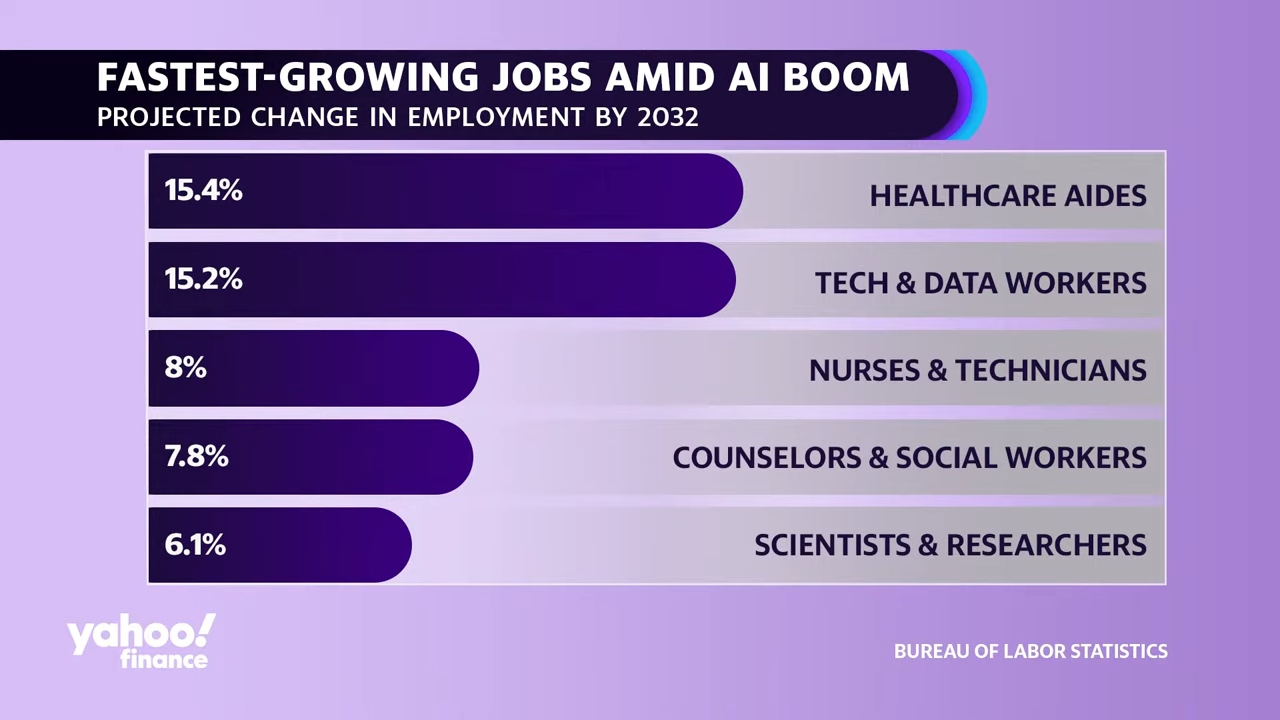 FASTEST-GROWING JOBS AMID AI BOOM
PROJECTED CHANGE IN EMPLOYMENT BY 2032
15.4% HEALTHCARE AIDES
15.2% TECH & DATA WORKERS
8% NURSES & TECHNICIANS
7.8% COUNSELORS & SOCIAL WORKERS
6.1% SCIENTISTS & RESEARCHERS
yahoo!
finance
BUREAU OF LABOR STATISTICS